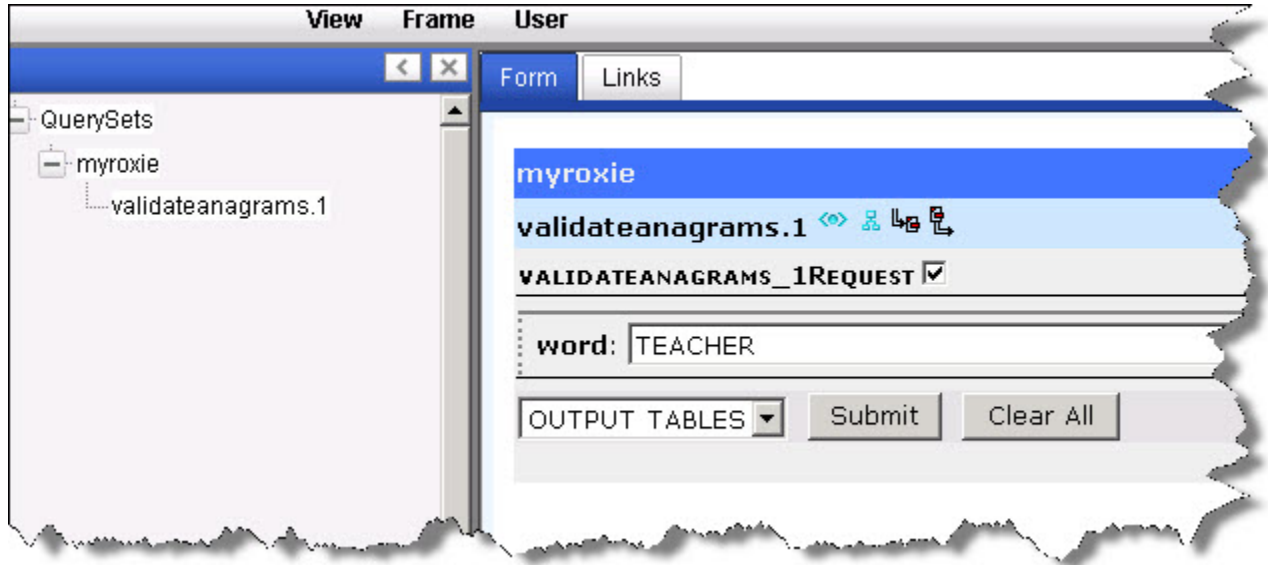 View Frame User
Form Links
QuerySets
myroxie
validateanagrams.1
myroxie
validateanagrams.1
VALIDATEANAGRAMS_1REQUEST
word: TEACHER
OUTPUT TABLES Submit Clear All